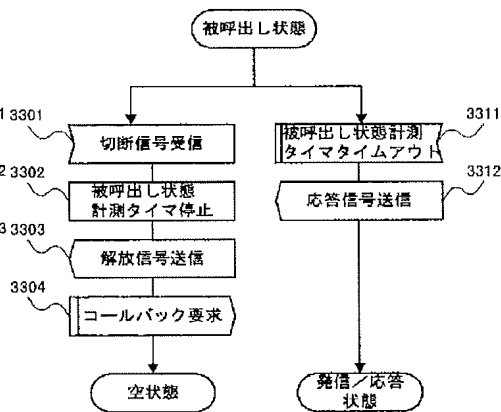 被呼出し状態
1 3301
切断信号受信
2 3302
被呼出し状態
計測タイマ停止
3 3303
解放信号送信
3304
コールバック要求
空状態
3311
被呼出し状態計測
タイマタイムアウト
3312
応答信号送信
発信/応答
状態